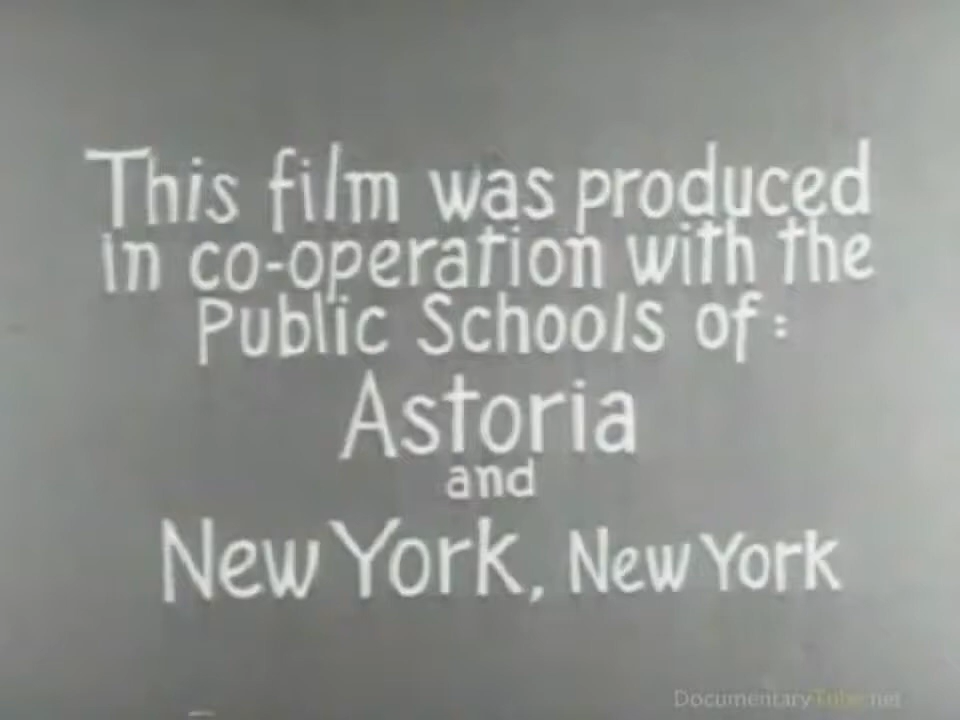 This film was produced
in co-operation with the
Public Schools of:
Astoria
and
New York, New York
DocumentaryTube.net